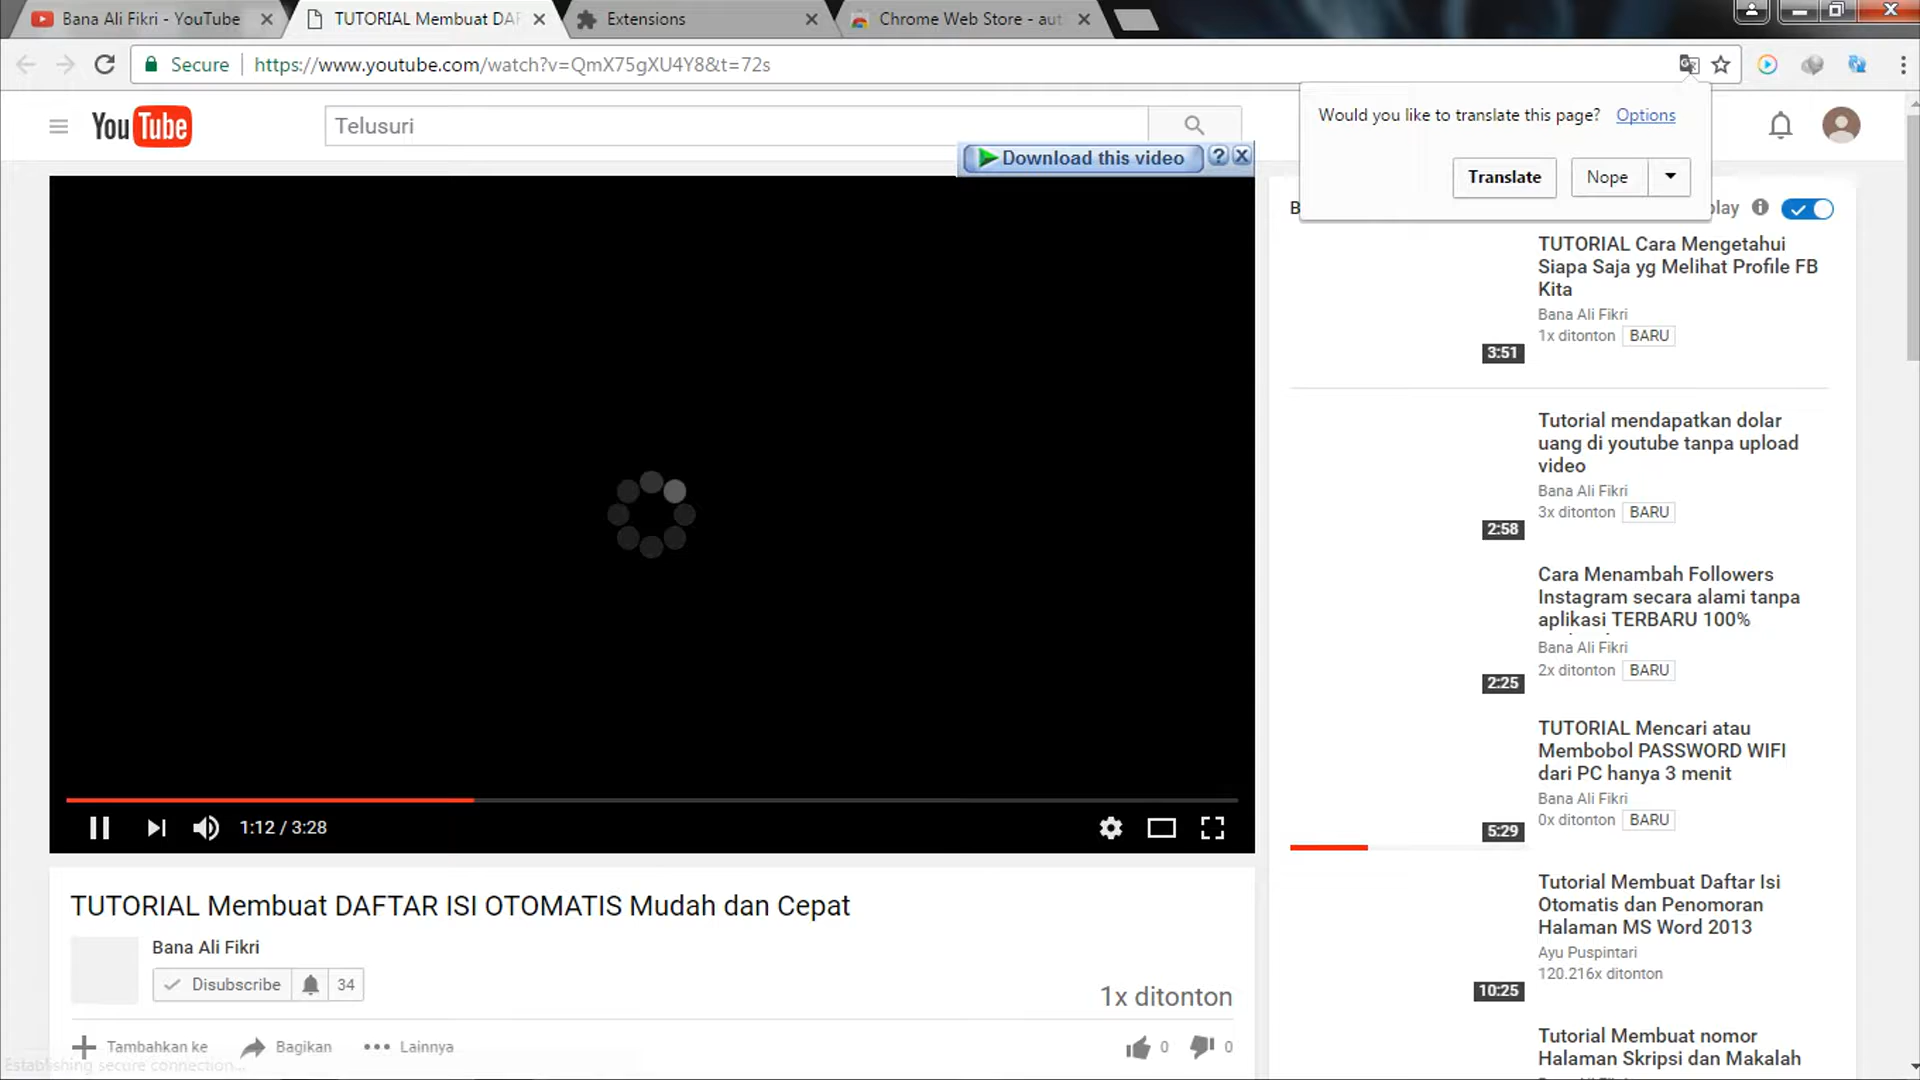 Bana Ali Fikri - YouTube
TUTORIAL Membuat DAF
Extensions
Chrome Web Store - aut
Secure
https://www.youtube.com/watch?v=QmX75gXU4Y8&t=72s
Would you like to translate this page? Options
Translate
Nope
YouTube
Telusuri
Download this video
?
B
play
TUTORIAL Cara Mengetahui
Siapa Saja yg Melihat Profile FB
Kita
Bana Ali Fikri
1x ditonton BARU
3:51
Tutorial mendapatkan dolar
uang di youtube tanpa upload
video
Bana Ali Fikri
3x ditonton BARU
2:58
Cara Menambah Followers
Instagram secara alami tanpa
aplikasi TERBARU 100%
Bana Ali Fikri
2x ditonton BARU
2:25
TUTORIAL Mencari atau
Membobol PASSWORD WIFI
dari PC hanya 3 menit
Bana Ali Fikri
0x ditonton BARU
5:29
Tutorial Membuat Daftar Isi
Otomatis dan Penomoran
Halaman MS Word 2013
Ayu Puspintari
120.216x ditonton
10:25
Tutorial Membuat nomor
Halaman Skripsi dan Makalah
1:12 / 3:28
TUTORIAL Membuat DAFTAR ISI OTOMATIS Mudah dan Cepat
Bana Ali Fikri
Disubscribe
34
1x ditonton
Tambahkan ke
Bagikan
Lainnya
0
0
Establishing secure connection...